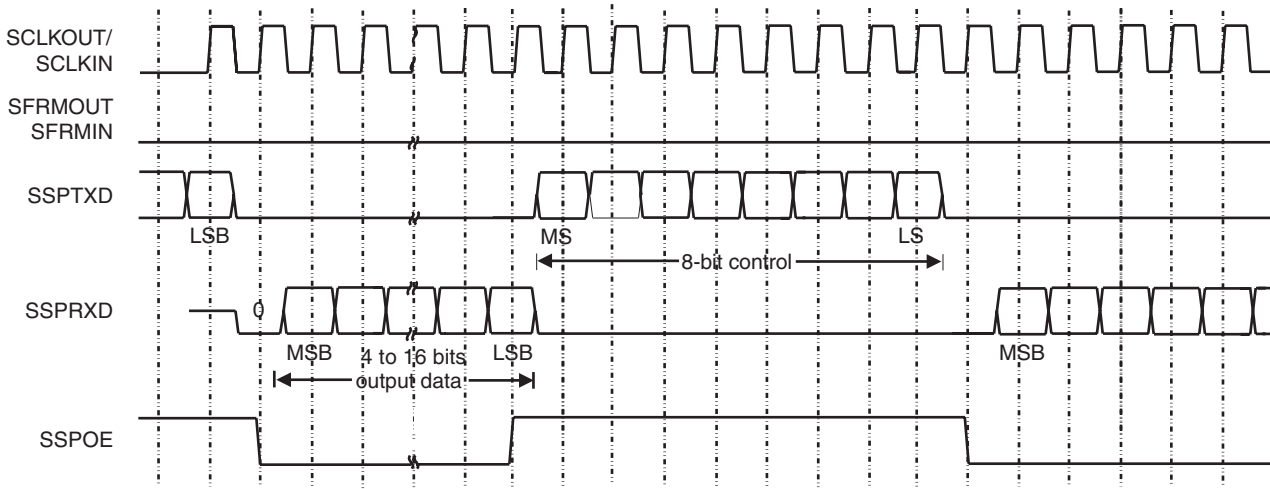 SCLKOUT/
SCLKIN
SFRMOUT
SFRMIN
SSPTXD
LSB
MS
LS
8-bit control
SSPRXD
0
MSB
4 to 16 bits
output data
LSB
MSB
SSPOE